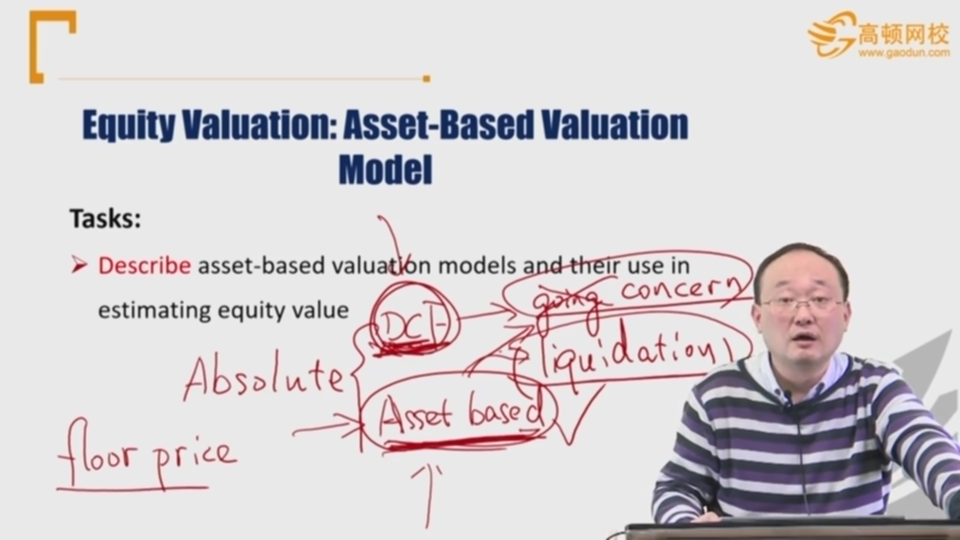 高顿网校
www.gaodun.com
Equity Valuation: Asset-Based Valuation
Model
Tasks:
Describe asset-based valuation models and their use in
estimating equity value
DCF
going concern
liquidation
Absolute
Asset based
floor price